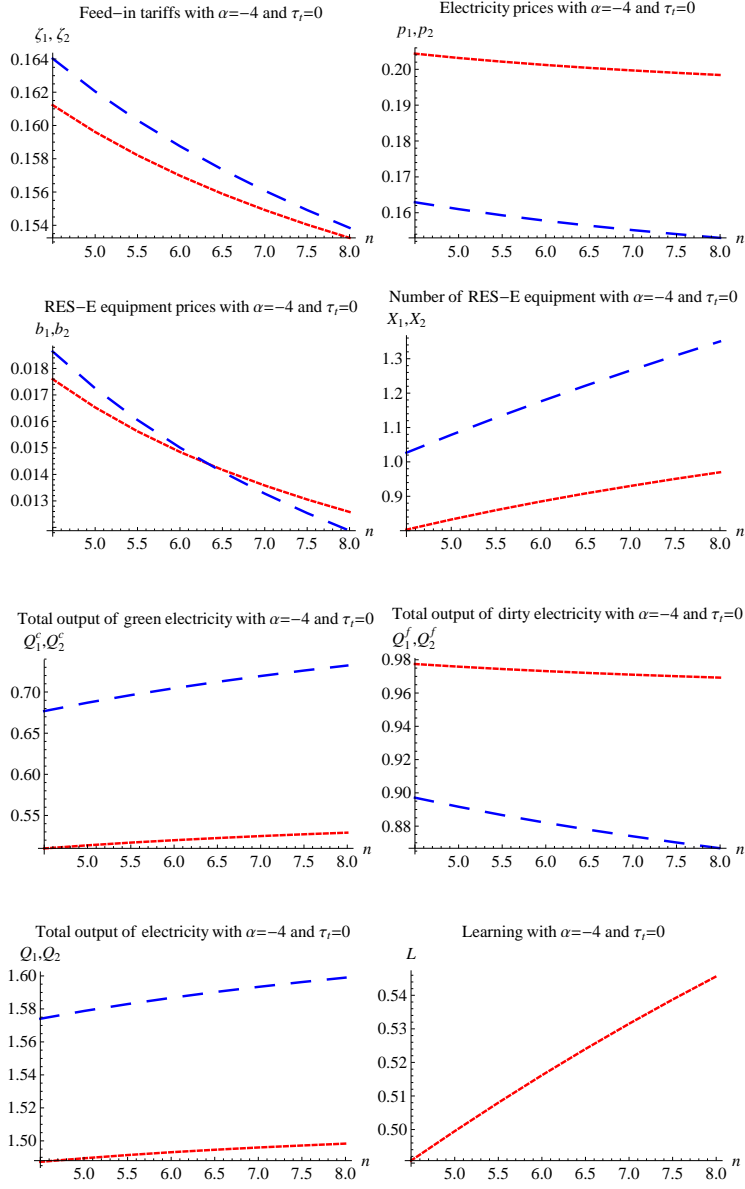 Feed-in tariffs with α=−4 and τt=0
ζ1, ζ2
0.164
0.160
0.158
0.156
0.154
5.0 5.5 6.0 6.5 7.0 7.5 8.0 n
Electricity prices with α=−4 and τt=0
p1,p2
0.20
0.19
0.18
0.17
0.16
5.0 5.5 6.0 6.5 7.0 7.5 8.0 n
RES−E equipment prices with α=−4 and τt=0
b1,b2
0.018
0.017
0.016
0.014
0.013
5.0 5.5 6.0 6.5 7.0 7.5 8.0 n
Number of RES−E equipment with α=−4 and τt=0
X1,X2
1.3
1.2
1.1
1.0
0.9
5.0 5.5 6.0 6.5 7.0 7.5 8.0 n
Total output of green electricity with α=−4 and τt=0
Q1^c,Q2^c
0.70
0.65
0.60
0.55
5.0 5.5 6.0 6.5 7.0 7.5 8.0 n
Total output of dirty electricity with α=−4 and τt=0
Q1^f,Q2^f
0.98
0.96
0.94
0.92
0.90
0.88
5.0 5.5 6.0 6.5 7.0 7.5 8.0 n
Total output of electricity with α=−4 and τt=0
Q1,Q2
1.60
1.58
1.56
1.54
1.52
1.50
5.0 5.5 6.0 6.5 7.0 7.5 8.0 n
Learning with α=−4 and τt=0
L
0.54
0.53
0.52
0.51
0.50
5.0 5.5 6.0 6.5 7.0 7.5 8.0 n